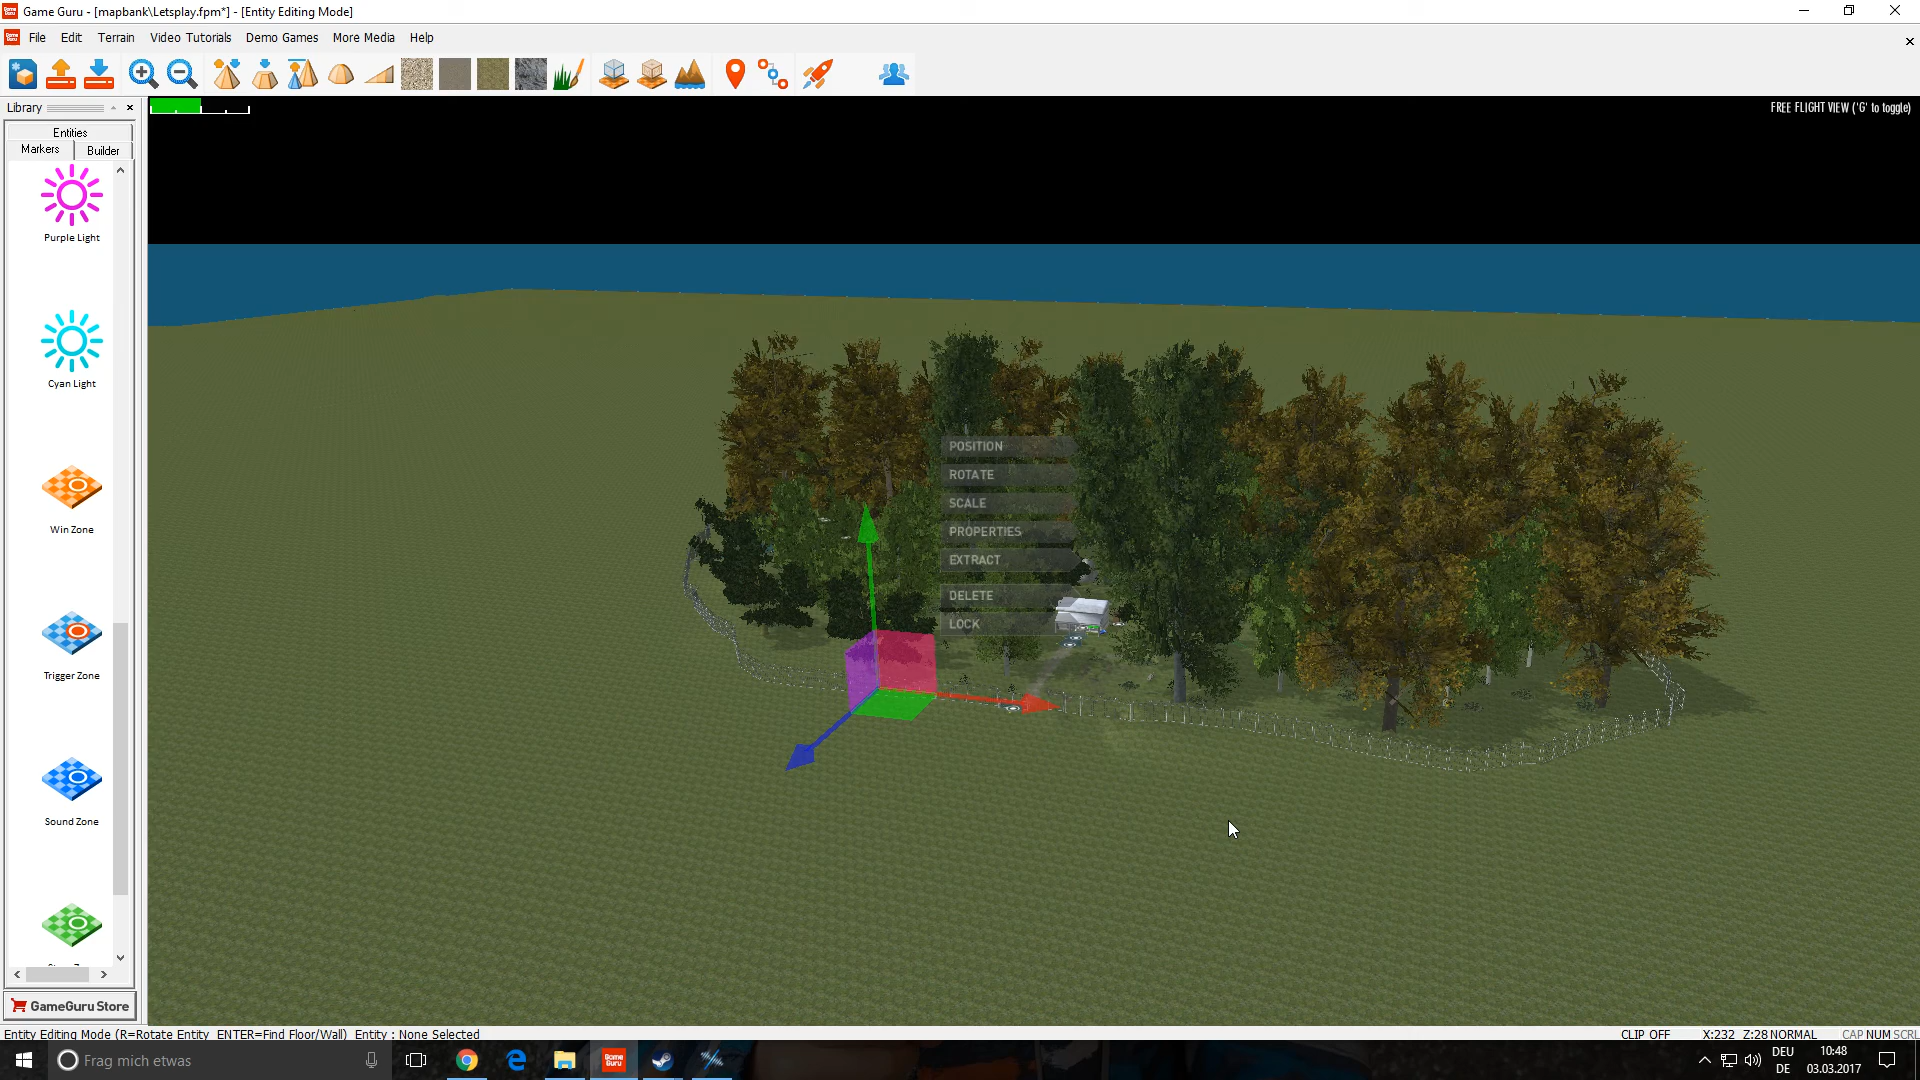 Game Guru - [mapbank\Letsplay.fpm*] - [Entity Editing Mode]
File Edit Terrain Video Tutorials Demo Games Read More Media Help
Library
FREE FLIGHT VIEW ('G' to toggle)
Entities
Markers Builder
Purple Light
Cyan Light
Win Zone
Trigger Zone
Sound Zone
POSITION
ROTATE
SCALE
PROPERTIES
EXTRACT
DELETE
LOCK
GameGuru Store
Entity Editing Mode (R=Rotate Entity ENTER=Find Floor/Wall) Entity : None Selected
CLIP OFF X:232 Z:28 NORMAL CAP NUM SCRL
Frag mich etwas
Game
Guru
DEU
DE
10:48
03.03.2017